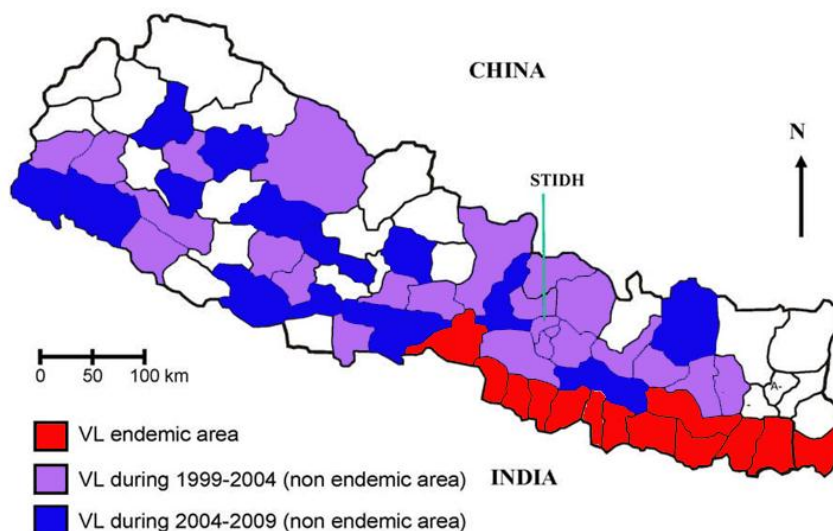 CHINA
N
STIDH
A-
0 50 100 km
VL endemic area
VL during 1999-2004 (non endemic area)
INDIA
VL during 2004-2009 (non endemic area)